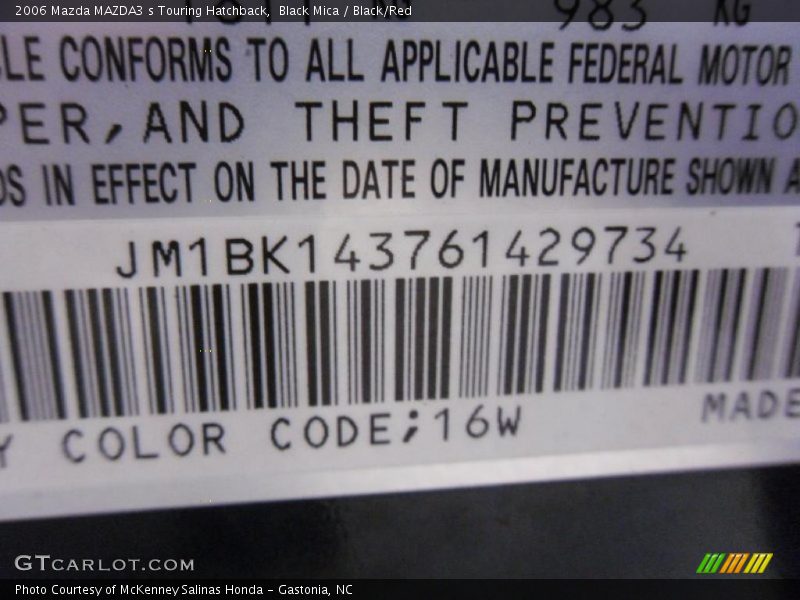 2006 Mazda MAZDA3 s Touring Hatchback, Black Mica / Black/Red
983 KG
CONFORMS TO ALL APPLICABLE FEDERAL MOTOR
PER,AND THEFT PREVENTIO
DS IN EFFECT ON THE DATE OF MANUFACTURE SHOWN A
JM1BK143761429734
Y COLOR CODE;16W
MADE
GTCARLOT.COM
Photo Courtesy of McKenney Salinas Honda - Gastonia, NC